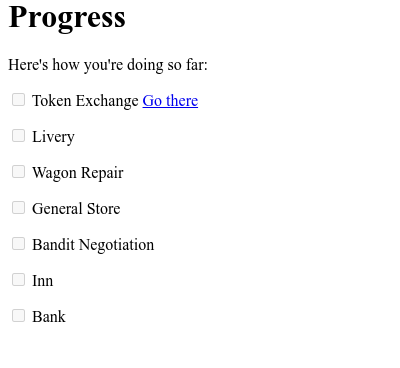 Progress
Here's how you're doing so far:
Token Exchange Go there
Livery
Wagon Repair
General Store
Bandit Negotiation
Inn
Bank